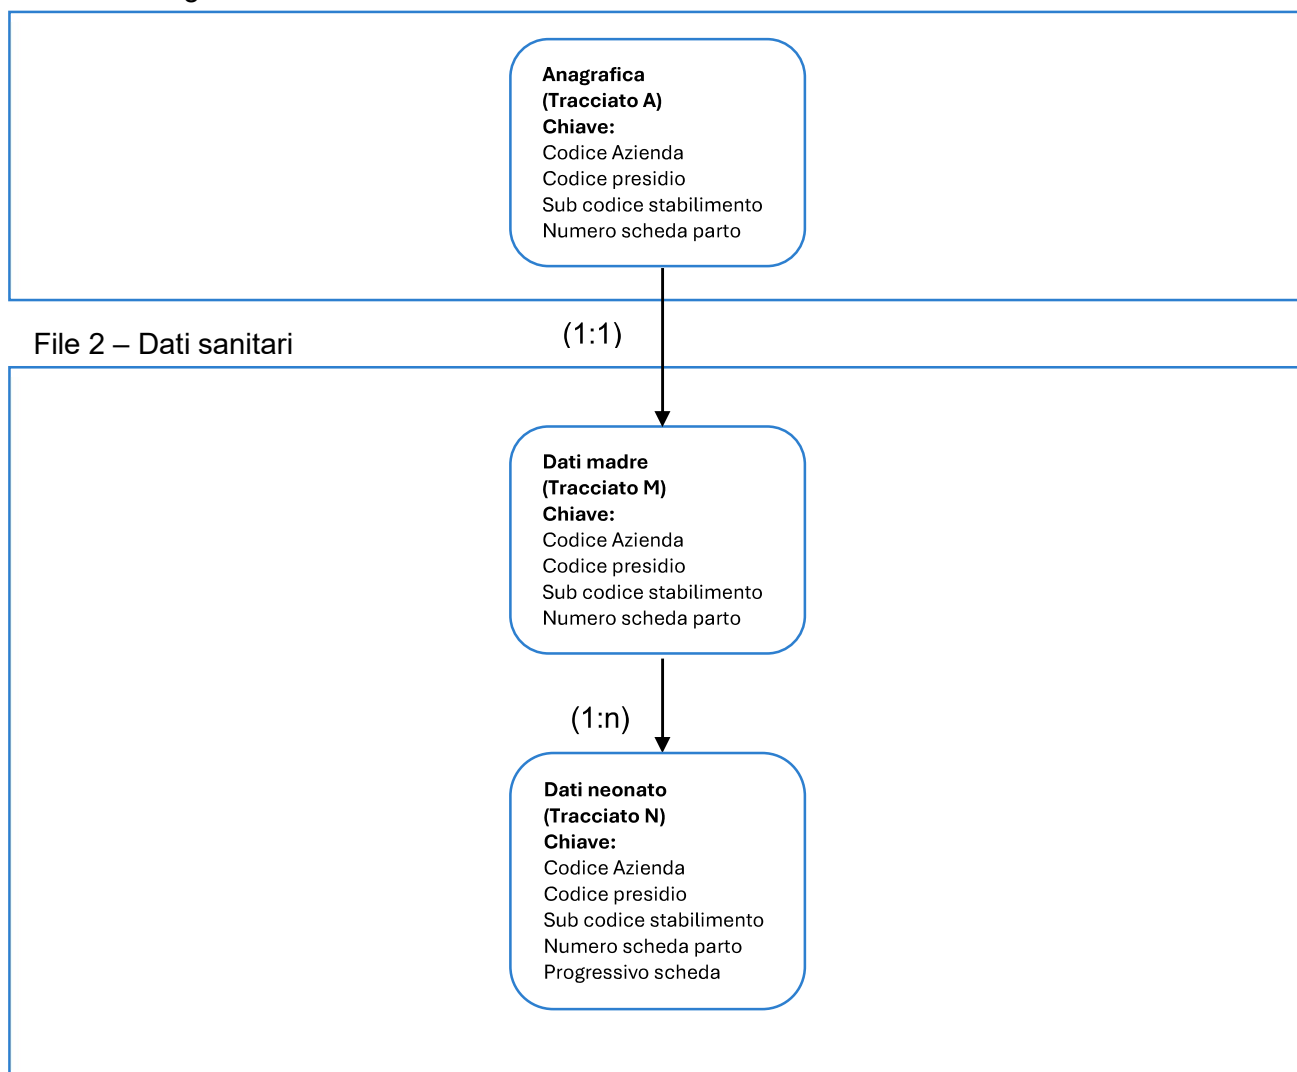 Anagrafica
(Tracciato A)
Chiave:
Codice Azienda
Codice presidio
Sub codice stabilimento
Numero scheda parto
(1:1)
File 2 – Dati sanitari
Dati madre
(Tracciato M)
Chiave:
Codice Azienda
Codice presidio
Sub codice stabilimento
Numero scheda parto
(1:n)
Dati neonato
(Tracciato N)
Chiave:
Codice Azienda
Codice presidio
Sub codice stabilimento
Numero scheda parto
Progressivo scheda